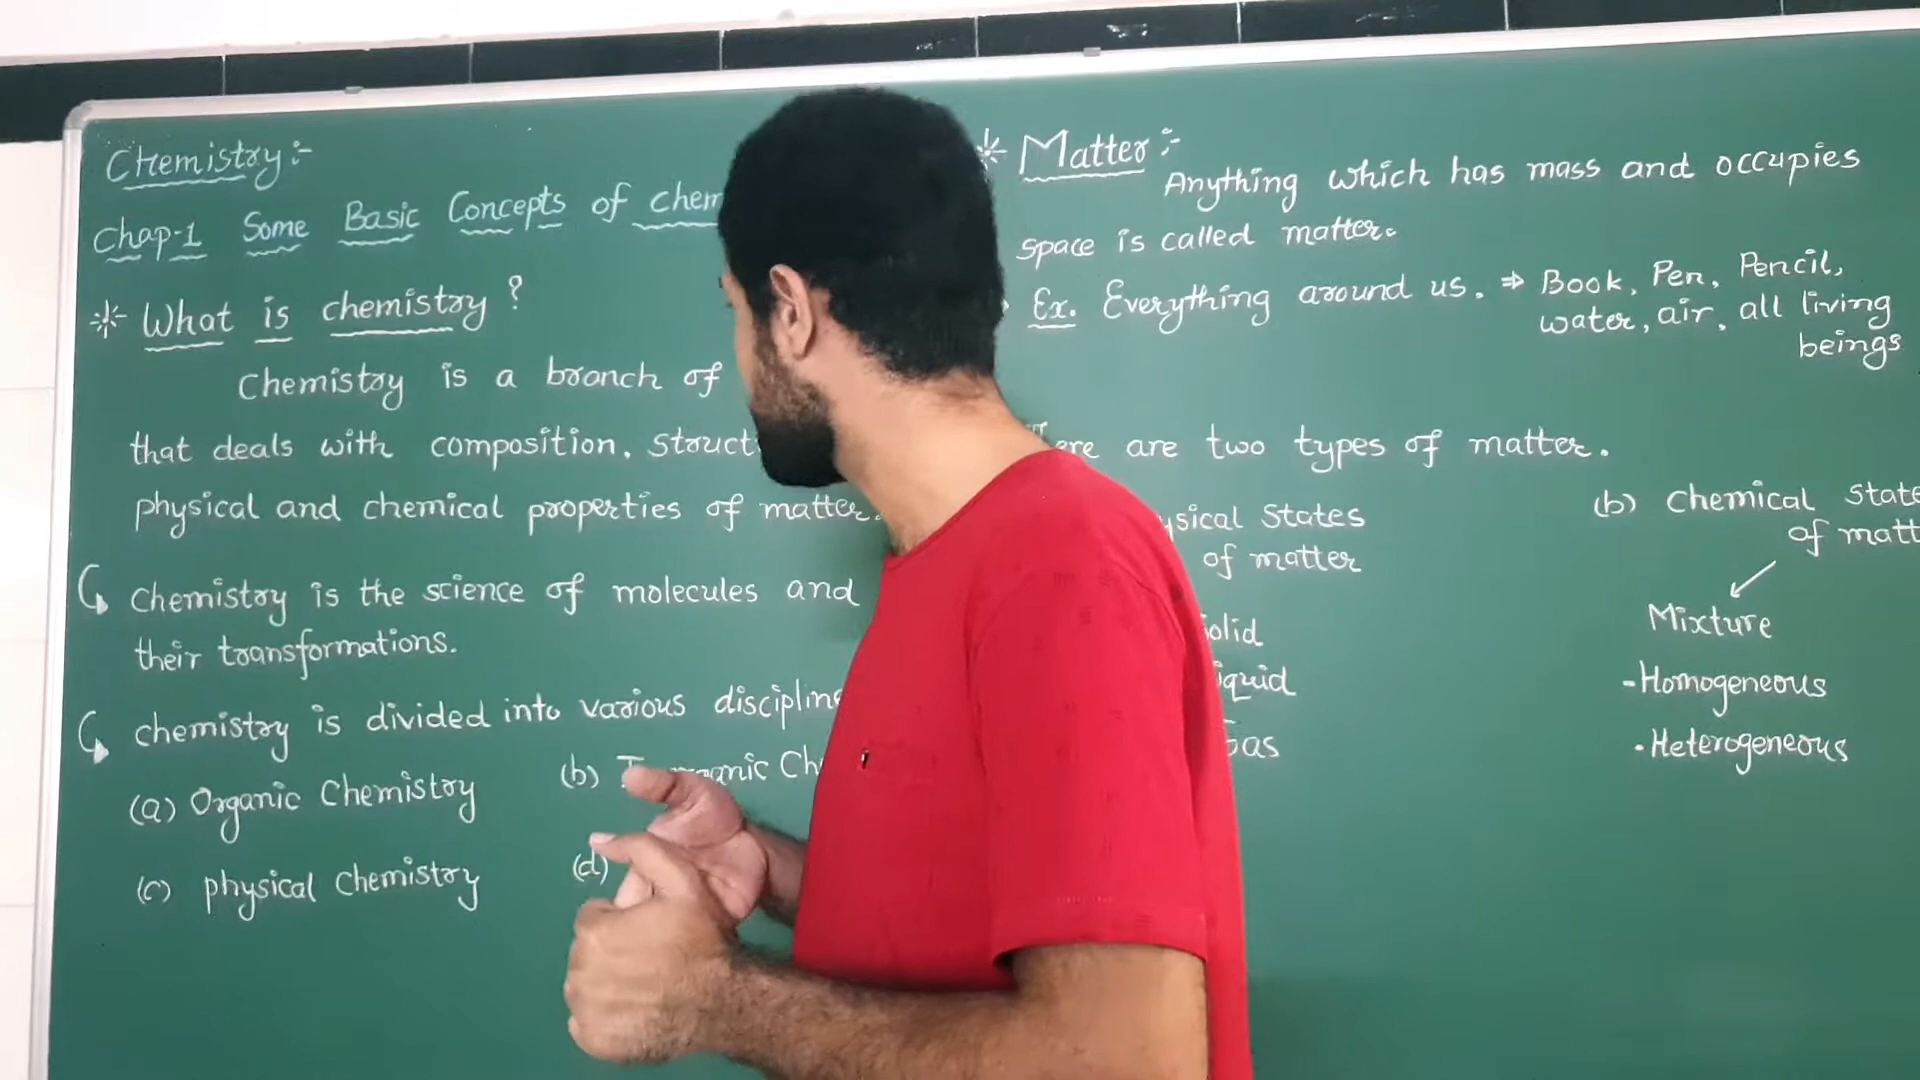 Chemistry :-
Chap-1 Some Basic Concepts of chem
* What is chemistry ?
Chemistry is a branch of
that deals with composition, struct
physical and chemical properties of matter.
chemistry is the science of molecules and
their transformations.
chemistry is divided into various discipline
(a) Organic Chemistry
(b) Ch
(c) physical Chemistry
(d)
* Matter :-
Anything which has mass and occupies
space is called matter.
Ex. Everything around us. ⇒ Book, Pen, Pencil,
water, air, all living
beings
ere are two types of matter.
ysical States
of matter
olid
iquid
Gas
(b) Chemical State
of matt
Mixture
- Homogeneous
- Heterogeneous